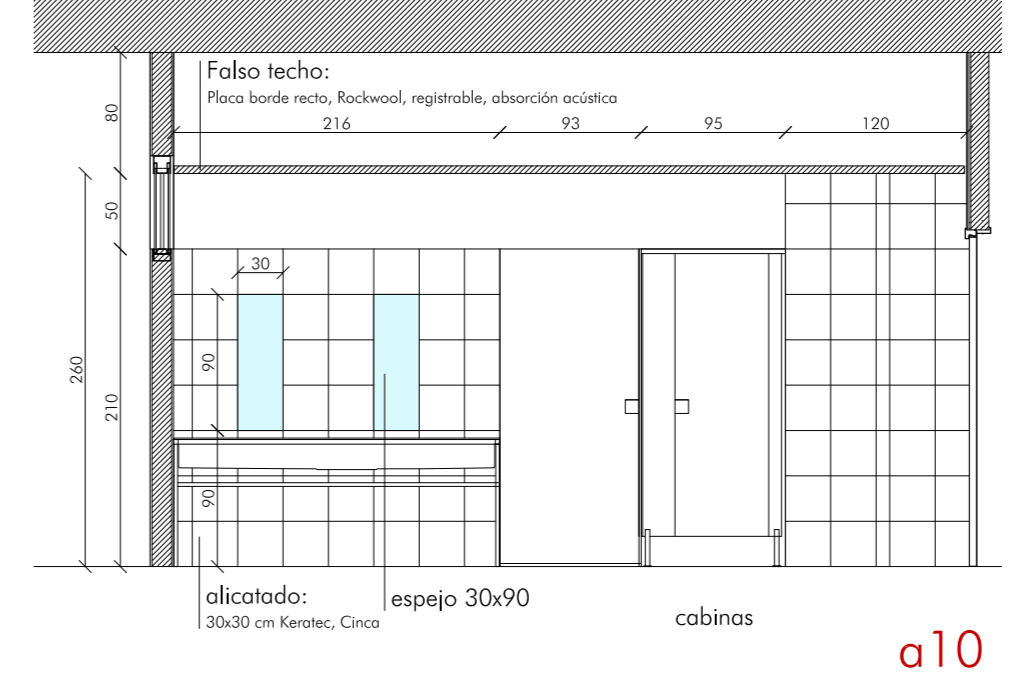 Falso techo:
Placa borde recto, Rockwool, registrable, absorción acústica
80
216
93
95
120
50
30
260
90
210
90
alicatado:
30x30 cm Keratec, Cinca
espejo 30x90
cabinas
a10